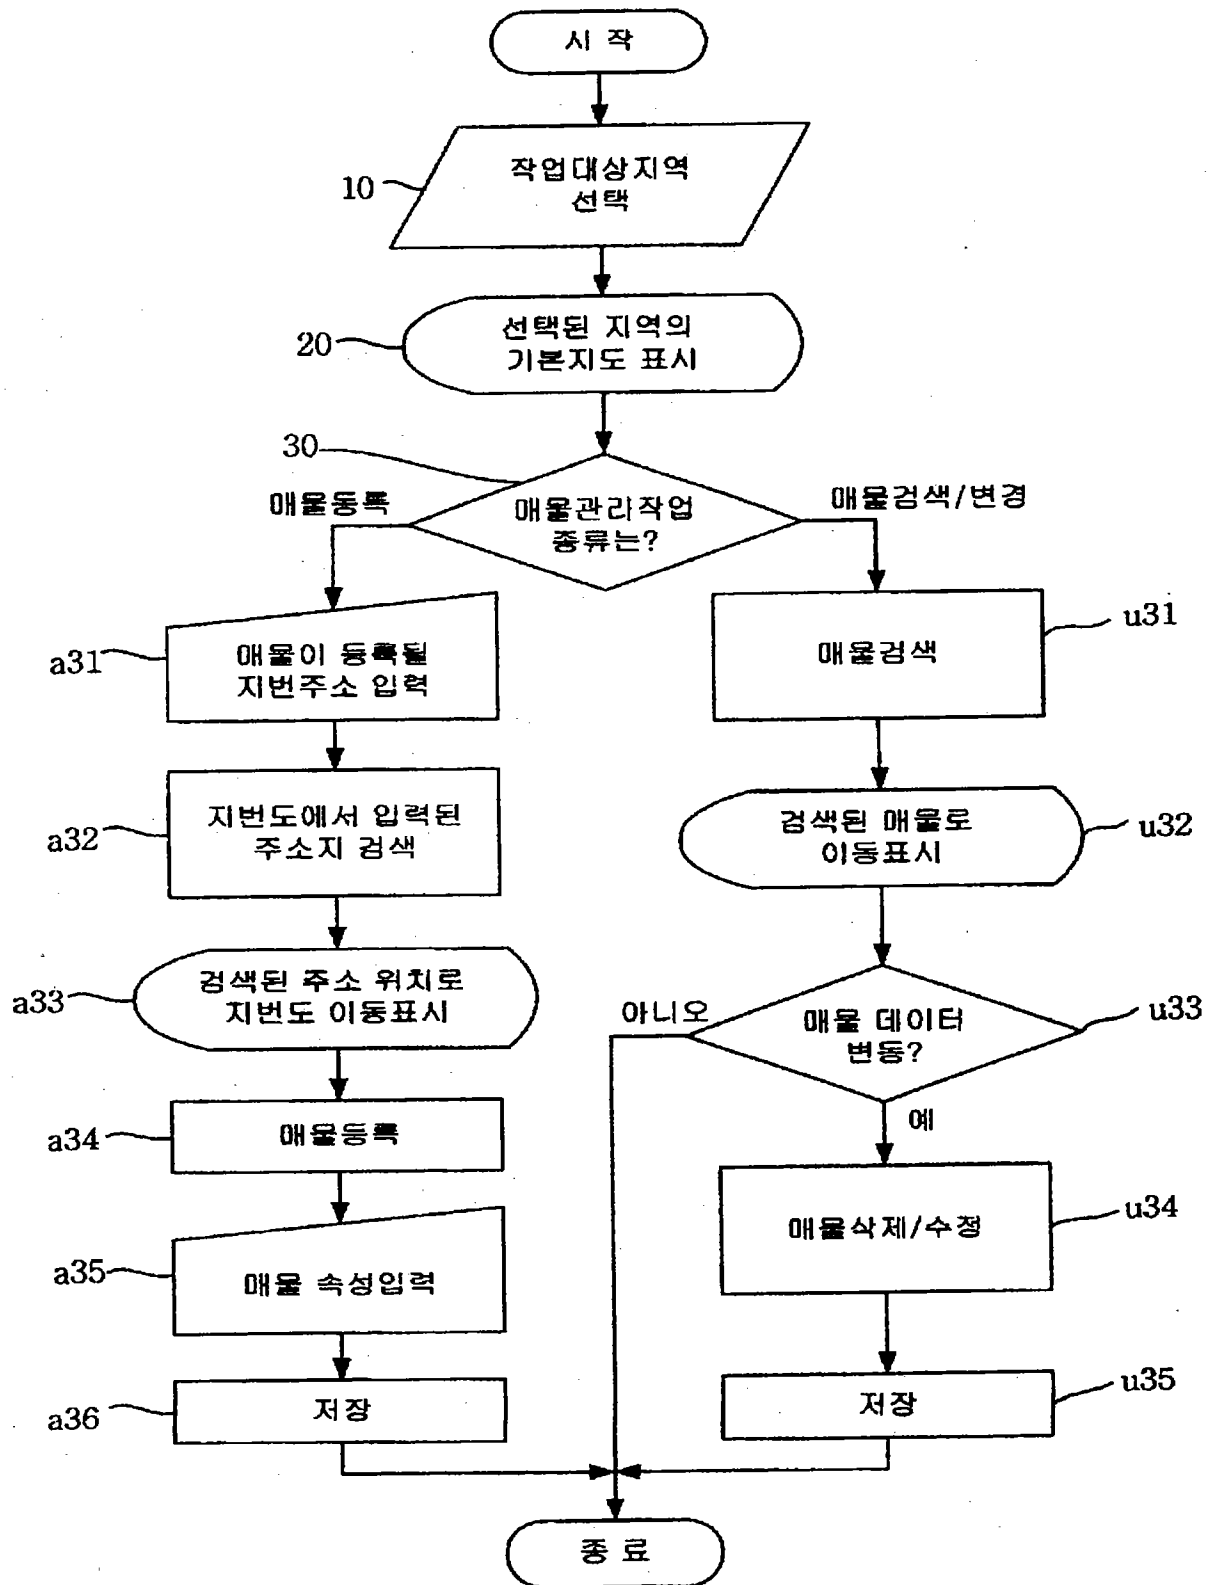 시 작
10
작업대상지역
선택
20
선택된 지역의
기본지도 표시
30
매물등록
매물관리작업
종류는?
매물검색/변경
a31
매물이 등록될
지번주소 입력
a32
지번도에서 입력된
주소지 검색
a33
검색된 주소 위치로
지번도 이동표시
a34
매물등록
a35
매물 속성입력
a36
저장
u31
매물검색
u32
검색된 매물로
이동표시
아니오
u33
매물 데이터
변동?
예
u34
매물삭제/수정
u35
저장
종 료